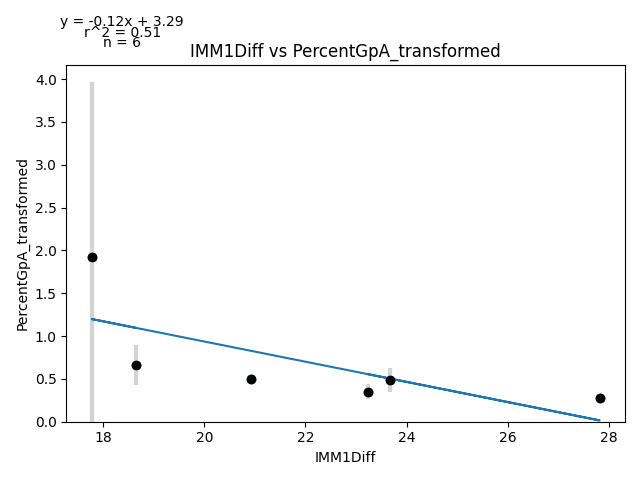 y = -0.12x + 3.29
r^2 = 0.51
n = 6
IMM1Diff vs PercentGpA_transformed
4.0
3.5
3.0
2.5
2.0
1.5
1.0
0.5
0.0
PercentGpA_transformed
18 20 22 24 26 28
IMM1Diff